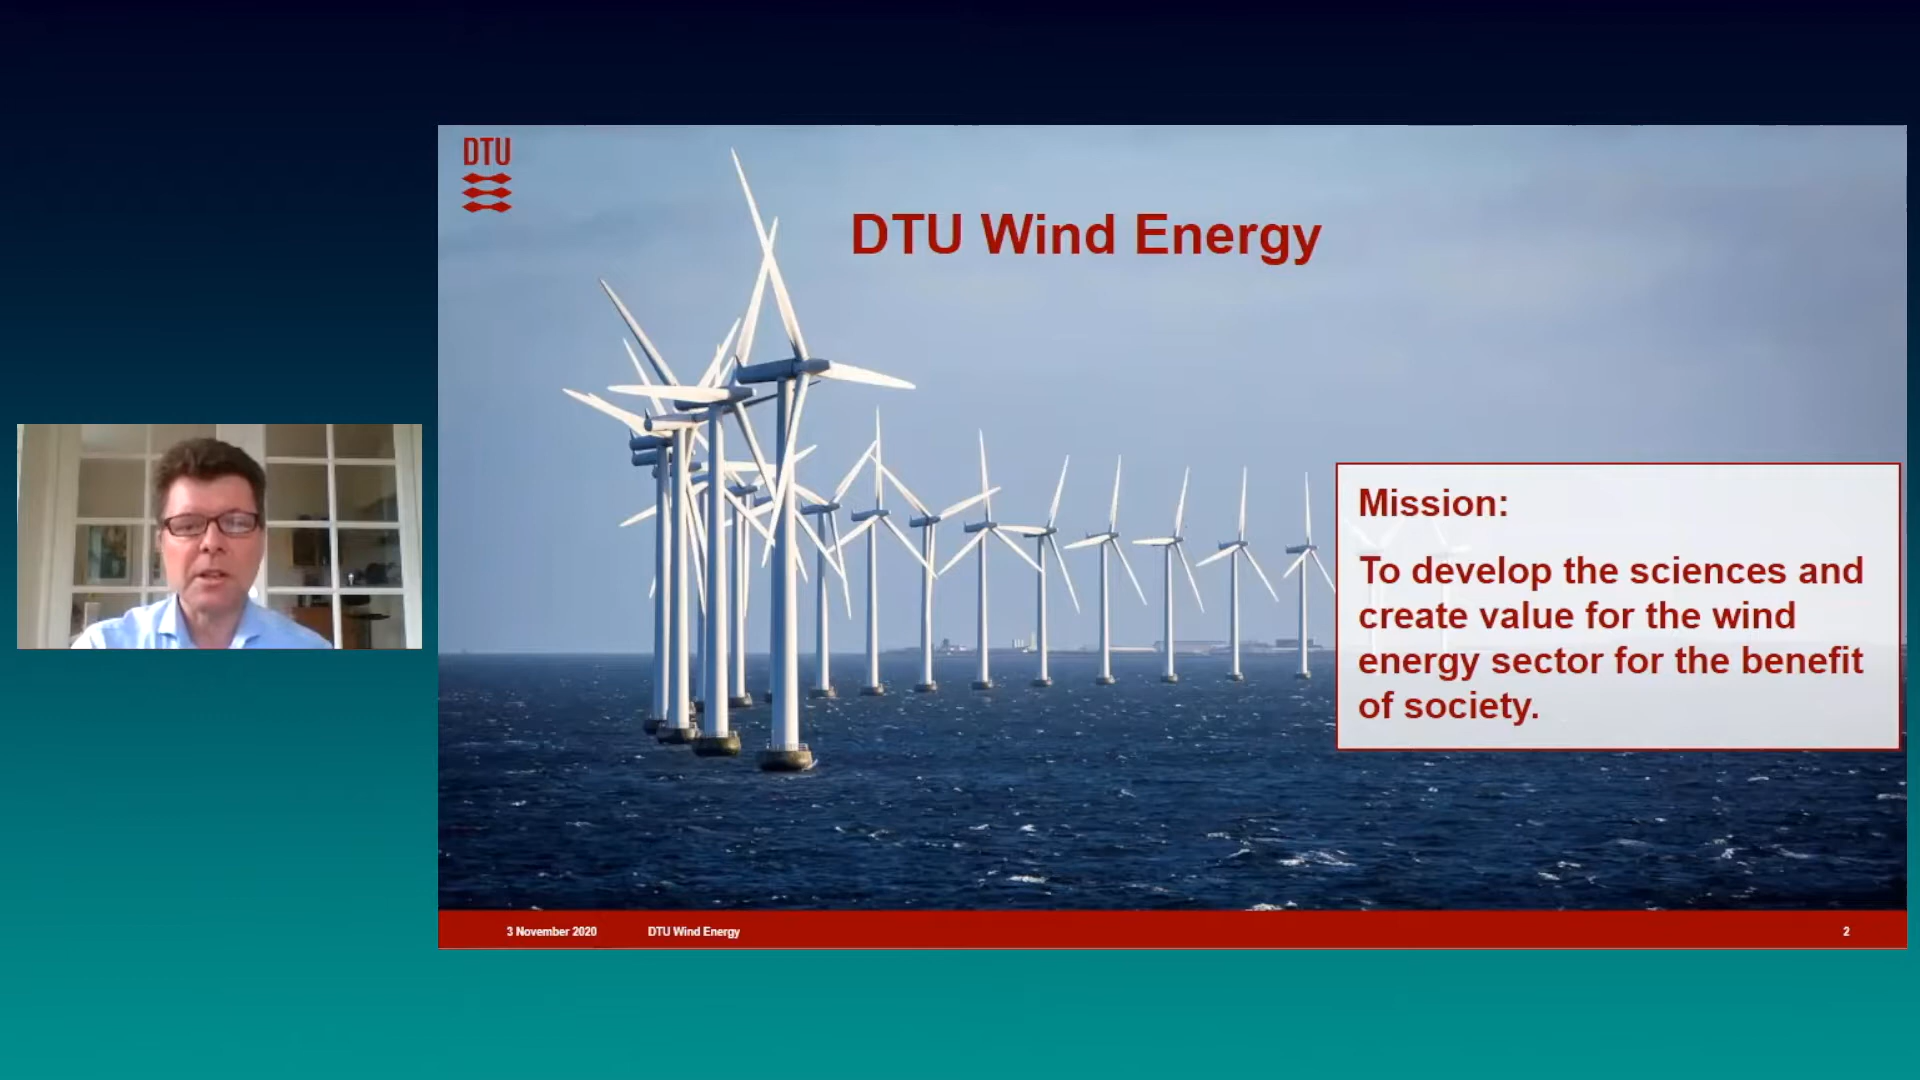 DTU
DTU Wind Energy
Mission:
To develop the sciences and
create value for the wind
energy sector for the benefit
of society.
3 November 2020
DTU Wind Energy
2